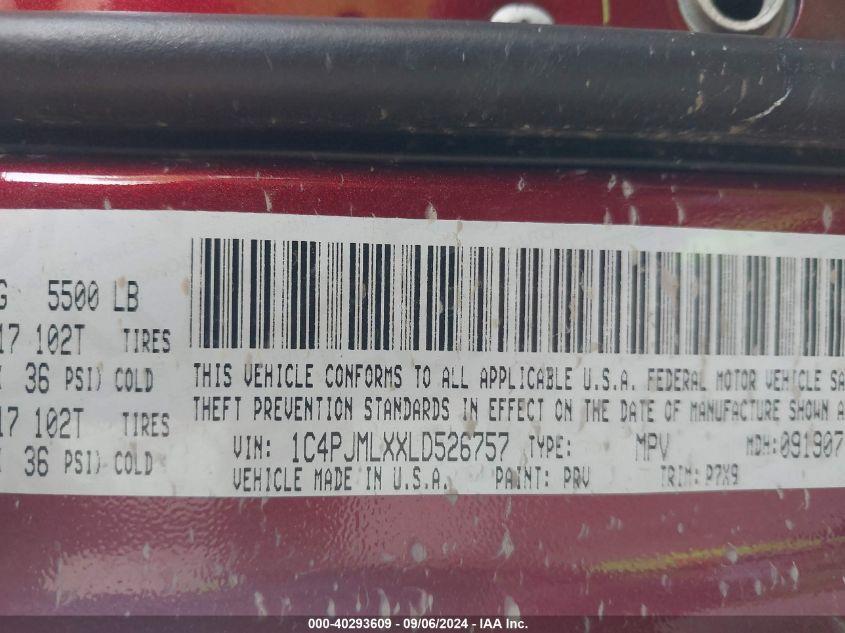 G 5500 LB
17 102T TIRES
36 PSI) COLD
17 102T TIRES
36 PSI) COLD
THIS VEHICLE CONFORMS TO ALL APPLICABLE U.S.A. FEDERAL MOTOR VEHICLE SA
THEFT PREVENTION STANDARDS IN EFFECT ON THE DATE OF MANUFACTURE SHOWN A
VIN: 1C4PJMLXXLD526757 TYPE: MPV MDH:091907
VEHICLE MADE IN U.S.A. PAINT: PRV TRIM: P7X9
000-40293609 - 09/06/2024 - IAA Inc.